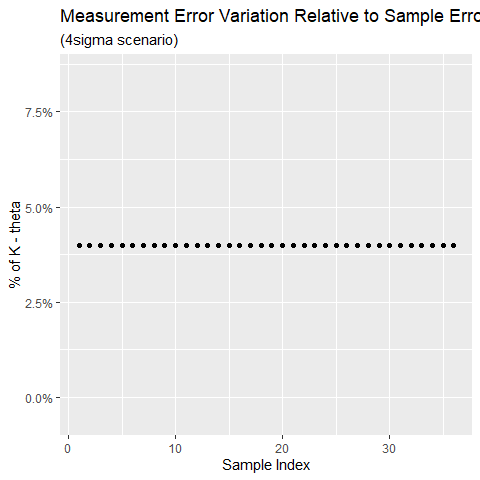 Measurement Error Variation Relative to Sample Erro
(4sigma scenario)
% of K - theta
7.5%
5.0%
2.5%
0.0%
0 10 20 30
Sample Index